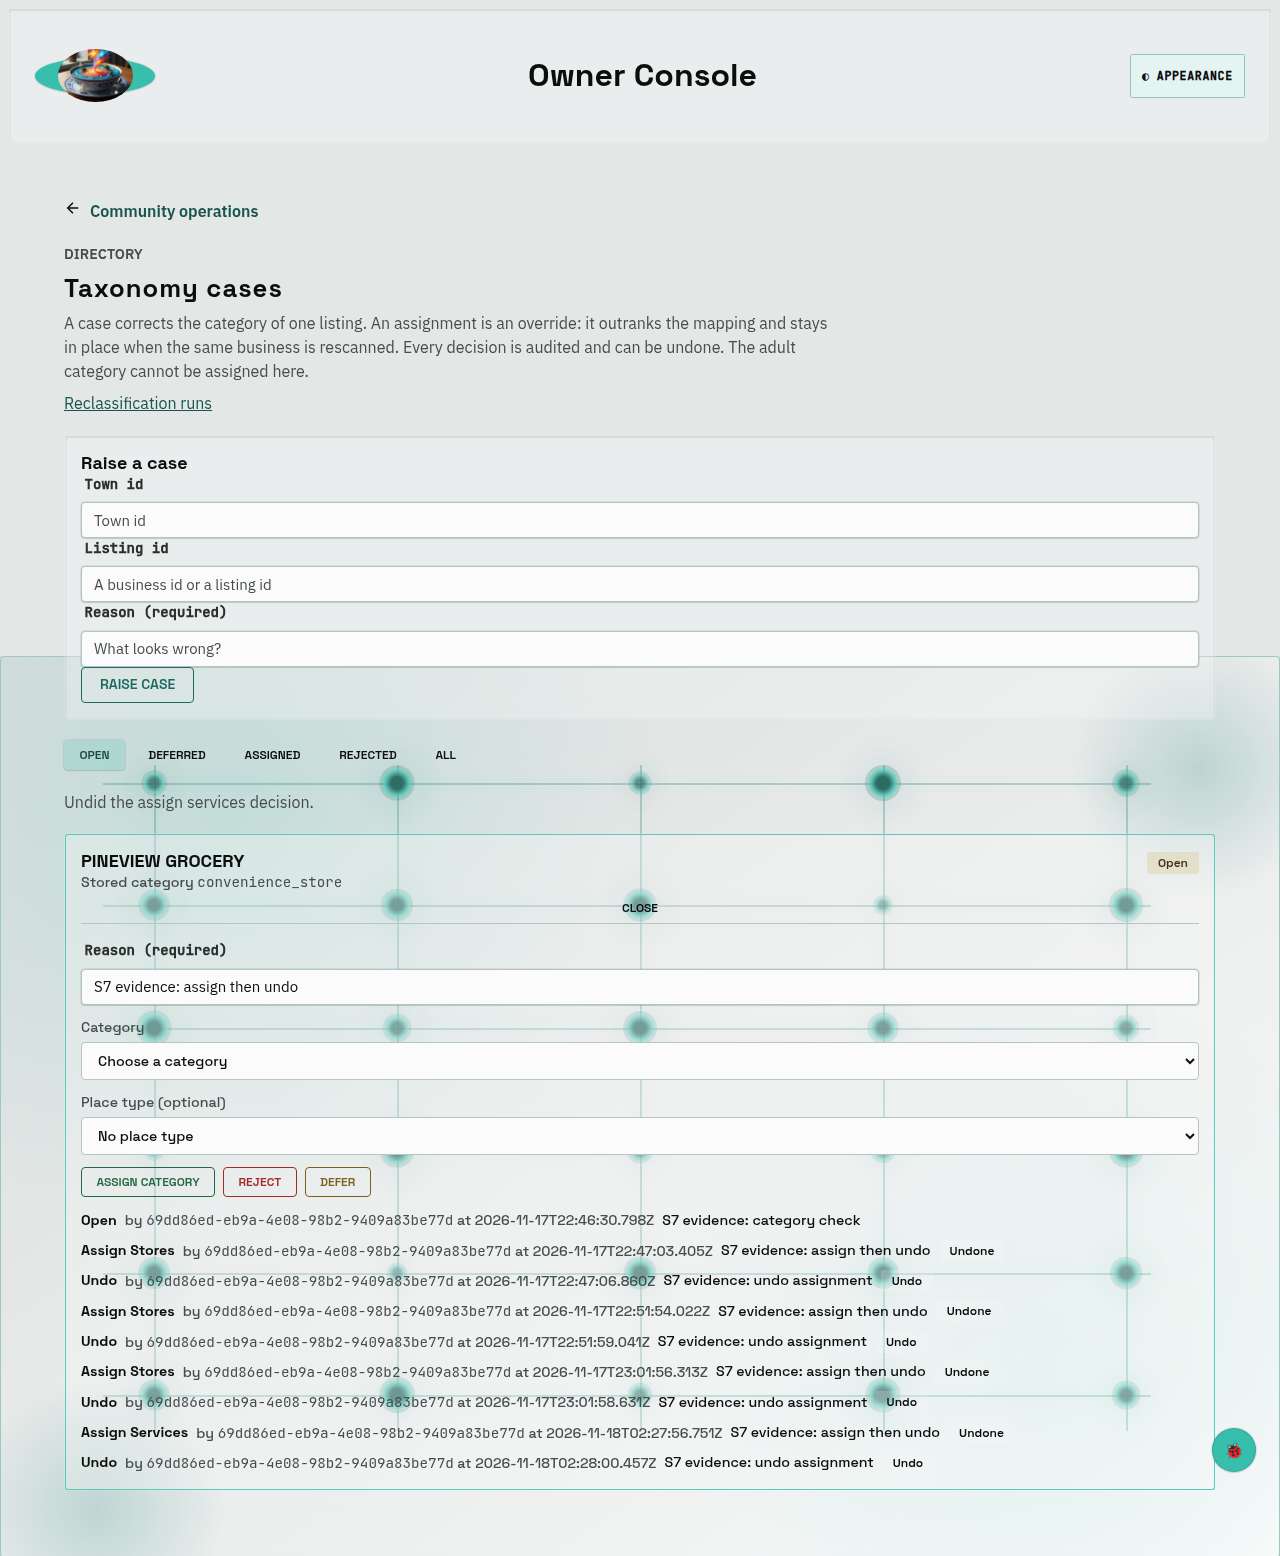 Owner Console
◐ APPEARANCE
← Community operations
DIRECTORY
Taxonomy cases
A case corrects the category of one listing. An assignment is an override: it outranks the mapping and stays
in place when the same business is rescanned. Every decision is audited and can be undone. The adult
category cannot be assigned here.
Reclassification runs
Raise a case
Town id
Town id
Listing id
A business id or a listing id
Reason (required)
What looks wrong?
RAISE CASE
OPEN DEFERRED ASSIGNED REJECTED ALL
Undid the assign services decision.
PINEVIEW GROCERY
Open
Stored category convenience_store
CLOSE
Reason (required)
S7 evidence: assign then undo
Category
Choose a category
Place type (optional)
No place type
ASSIGN CATEGORY REJECT DEFER
Open by 69dd86ed-eb9a-4e08-98b2-9409a83be77d at 2026-11-17T22:46:30.798Z S7 evidence: category check
Assign Stores by 69dd86ed-eb9a-4e08-98b2-9409a83be77d at 2026-11-17T22:47:03.405Z S7 evidence: assign then undo Undone
Undo by 69dd86ed-eb9a-4e08-98b2-9409a83be77d at 2026-11-17T22:47:06.860Z S7 evidence: undo assignment Undo
Assign Stores by 69dd86ed-eb9a-4e08-98b2-9409a83be77d at 2026-11-17T22:51:54.022Z S7 evidence: assign then undo Undone
Undo by 69dd86ed-eb9a-4e08-98b2-9409a83be77d at 2026-11-17T22:51:59.041Z S7 evidence: undo assignment Undo
Assign Stores by 69dd86ed-eb9a-4e08-98b2-9409a83be77d at 2026-11-17T23:01:56.313Z S7 evidence: assign then undo Undone
Undo by 69dd86ed-eb9a-4e08-98b2-9409a83be77d at 2026-11-17T23:01:58.631Z S7 evidence: undo assignment Undo
Assign Services by 69dd86ed-eb9a-4e08-98b2-9409a83be77d at 2026-11-18T02:27:56.751Z S7 evidence: assign then undo Undone
Undo by 69dd86ed-eb9a-4e08-98b2-9409a83be77d at 2026-11-18T02:28:00.457Z S7 evidence: undo assignment Undo